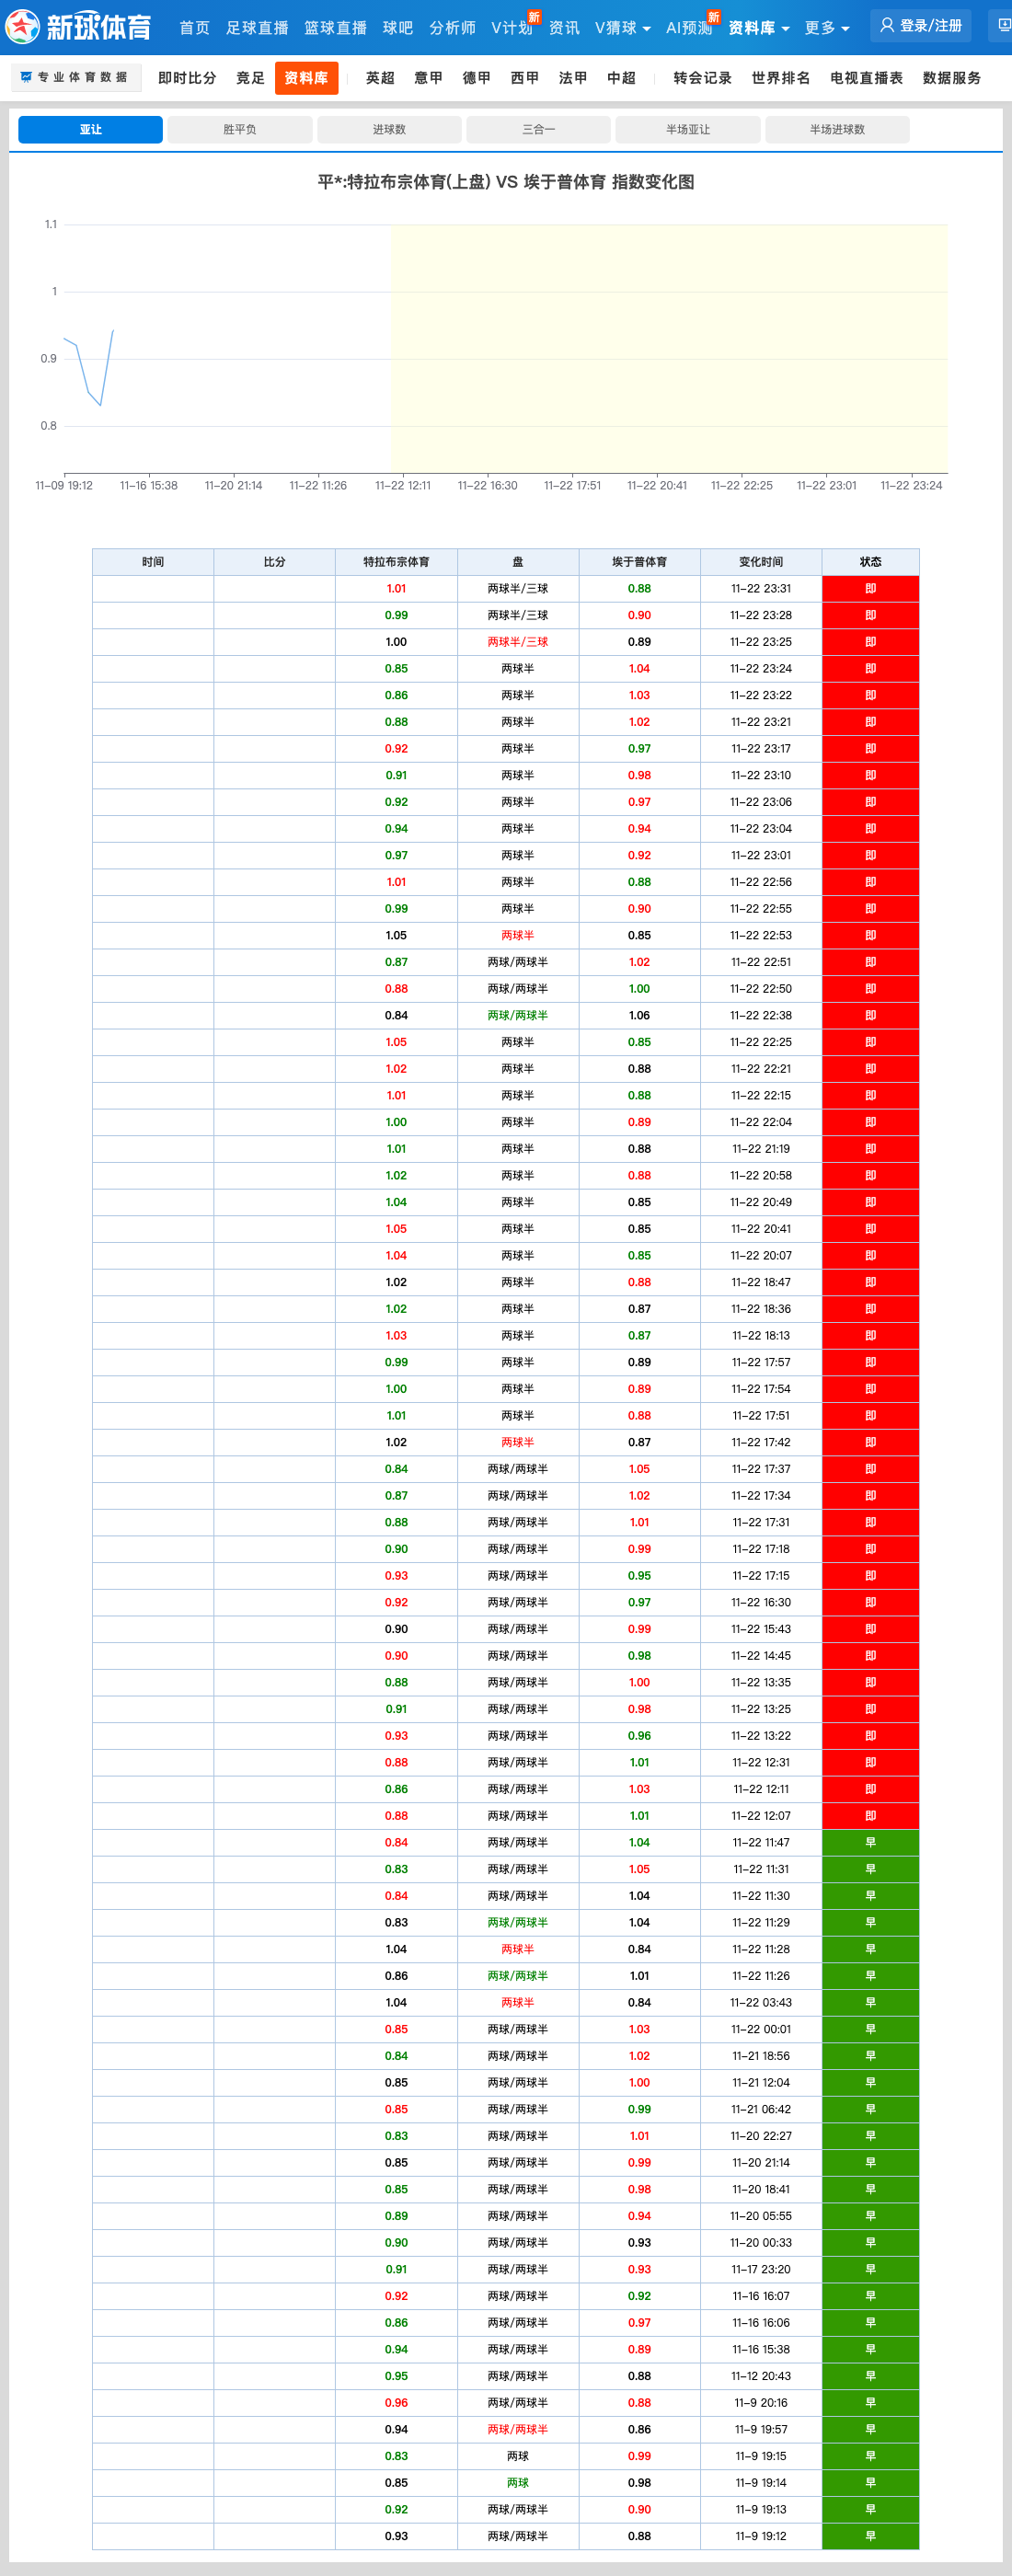 新球体育 首页 足球直播 篮球直播 球吧 分析师 V计划 新 资讯 V猜球 AI预测 新 资料库 更多 登录/注册
专业体育数据 即时比分 竞足 资料库 英超 意甲 德甲 西甲 法甲 中超 转会记录 世界排名 电视直播表 数据服务
亚让 胜平负 进球数 三合一 半场亚让 半场进球数
平*:特拉布宗体育(上盘) VS 埃于普体育 指数变化图
1.1
1
0.9
0.8
11-09 19:12 11-16 15:38 11-20 21:14 11-22 11:26 11-22 12:11 11-22 16:30 11-22 17:51 11-22 20:41 11-22 22:25 11-22 23:01 11-22 23:24
时间 比分 特拉布宗体育 盘 埃于普体育 变化时间 状态
1.01 两球半/三球 0.88 11-22 23:31 即
0.99 两球半/三球 0.90 11-22 23:28 即
1.00 两球半/三球 0.89 11-22 23:25 即
0.85 两球半 1.04 11-22 23:24 即
0.86 两球半 1.03 11-22 23:22 即
0.88 两球半 1.02 11-22 23:21 即
0.92 两球半 0.97 11-22 23:17 即
0.91 两球半 0.98 11-22 23:10 即
0.92 两球半 0.97 11-22 23:06 即
0.94 两球半 0.94 11-22 23:04 即
0.97 两球半 0.92 11-22 23:01 即
1.01 两球半 0.88 11-22 22:56 即
0.99 两球半 0.90 11-22 22:55 即
1.05 两球半 0.85 11-22 22:53 即
0.87 两球/两球半 1.02 11-22 22:51 即
0.88 两球/两球半 1.00 11-22 22:50 即
0.84 两球/两球半 1.06 11-22 22:38 即
1.05 两球半 0.85 11-22 22:25 即
1.02 两球半 0.88 11-22 22:21 即
1.01 两球半 0.88 11-22 22:15 即
1.00 两球半 0.89 11-22 22:04 即
1.01 两球半 0.88 11-22 21:19 即
1.02 两球半 0.88 11-22 20:58 即
1.04 两球半 0.85 11-22 20:49 即
1.05 两球半 0.85 11-22 20:41 即
1.04 两球半 0.85 11-22 20:07 即
1.02 两球半 0.88 11-22 18:47 即
1.02 两球半 0.87 11-22 18:36 即
1.03 两球半 0.87 11-22 18:13 即
0.99 两球半 0.89 11-22 17:57 即
1.00 两球半 0.89 11-22 17:54 即
1.01 两球半 0.88 11-22 17:51 即
1.02 两球半 0.87 11-22 17:42 即
0.84 两球/两球半 1.05 11-22 17:37 即
0.87 两球/两球半 1.02 11-22 17:34 即
0.88 两球/两球半 1.01 11-22 17:31 即
0.90 两球/两球半 0.99 11-22 17:18 即
0.93 两球/两球半 0.95 11-22 17:15 即
0.92 两球/两球半 0.97 11-22 16:30 即
0.90 两球/两球半 0.99 11-22 15:43 即
0.90 两球/两球半 0.98 11-22 14:45 即
0.88 两球/两球半 1.00 11-22 13:35 即
0.91 两球/两球半 0.98 11-22 13:25 即
0.93 两球/两球半 0.96 11-22 13:22 即
0.88 两球/两球半 1.01 11-22 12:31 即
0.86 两球/两球半 1.03 11-22 12:11 即
0.88 两球/两球半 1.01 11-22 12:07 即
0.84 两球/两球半 1.04 11-22 11:47 早
0.83 两球/两球半 1.05 11-22 11:31 早
0.84 两球/两球半 1.04 11-22 11:30 早
0.83 两球/两球半 1.04 11-22 11:29 早
1.04 两球半 0.84 11-22 11:28 早
0.86 两球/两球半 1.01 11-22 11:26 早
1.04 两球半 0.84 11-22 03:43 早
0.85 两球/两球半 1.03 11-22 00:01 早
0.84 两球/两球半 1.02 11-21 18:56 早
0.85 两球/两球半 1.00 11-21 12:04 早
0.85 两球/两球半 0.99 11-21 06:42 早
0.83 两球/两球半 1.01 11-20 22:27 早
0.85 两球/两球半 0.99 11-20 21:14 早
0.85 两球/两球半 0.98 11-20 18:41 早
0.89 两球/两球半 0.94 11-20 05:55 早
0.90 两球/两球半 0.93 11-20 00:33 早
0.91 两球/两球半 0.93 11-17 23:20 早
0.92 两球/两球半 0.92 11-16 16:07 早
0.86 两球/两球半 0.97 11-16 16:06 早
0.94 两球/两球半 0.89 11-16 15:38 早
0.95 两球/两球半 0.88 11-12 20:43 早
0.96 两球/两球半 0.88 11-9 20:16 早
0.94 两球/两球半 0.86 11-9 19:57 早
0.83 两球 0.99 11-9 19:15 早
0.85 两球 0.98 11-9 19:14 早
0.92 两球/两球半 0.90 11-9 19:13 早
0.93 两球/两球半 0.88 11-9 19:12 早